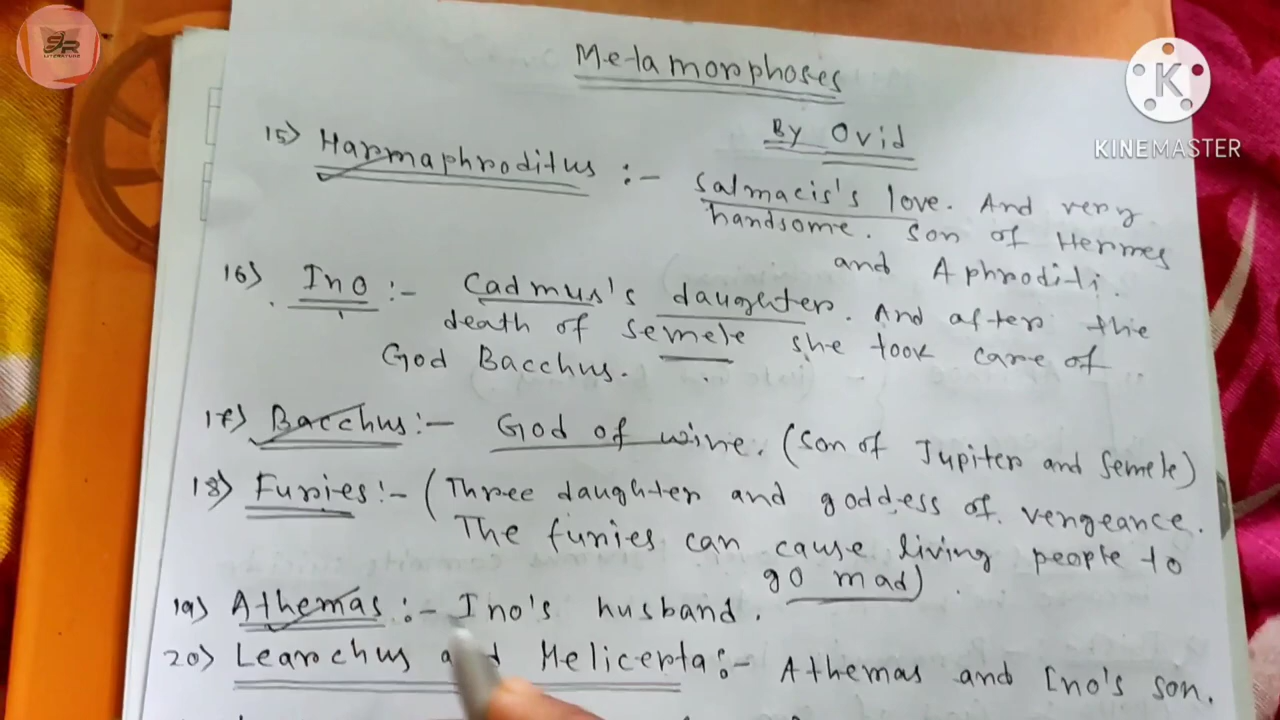 SR
LITERATURE
K
KINEMASTER
Metamorphoses
By Ovid
15) Harmaphroditus :- Salmacis's love. And very
handsome. Son of Hermes
and Aphroditi.
16) Ino :- Cadmus's daughter. And after the
death of Semele she took care of
God Bacchus.
17) Bacchus :- God of wine. (Son of Jupiter and Semele)
18) Furies :- (Three daughter and goddess of vengeance.
The furies can cause living people to
go mad).
19) Athemas :- Ino's husband.
20) Learchus and Melicerta :- Athemas and Ino's son.